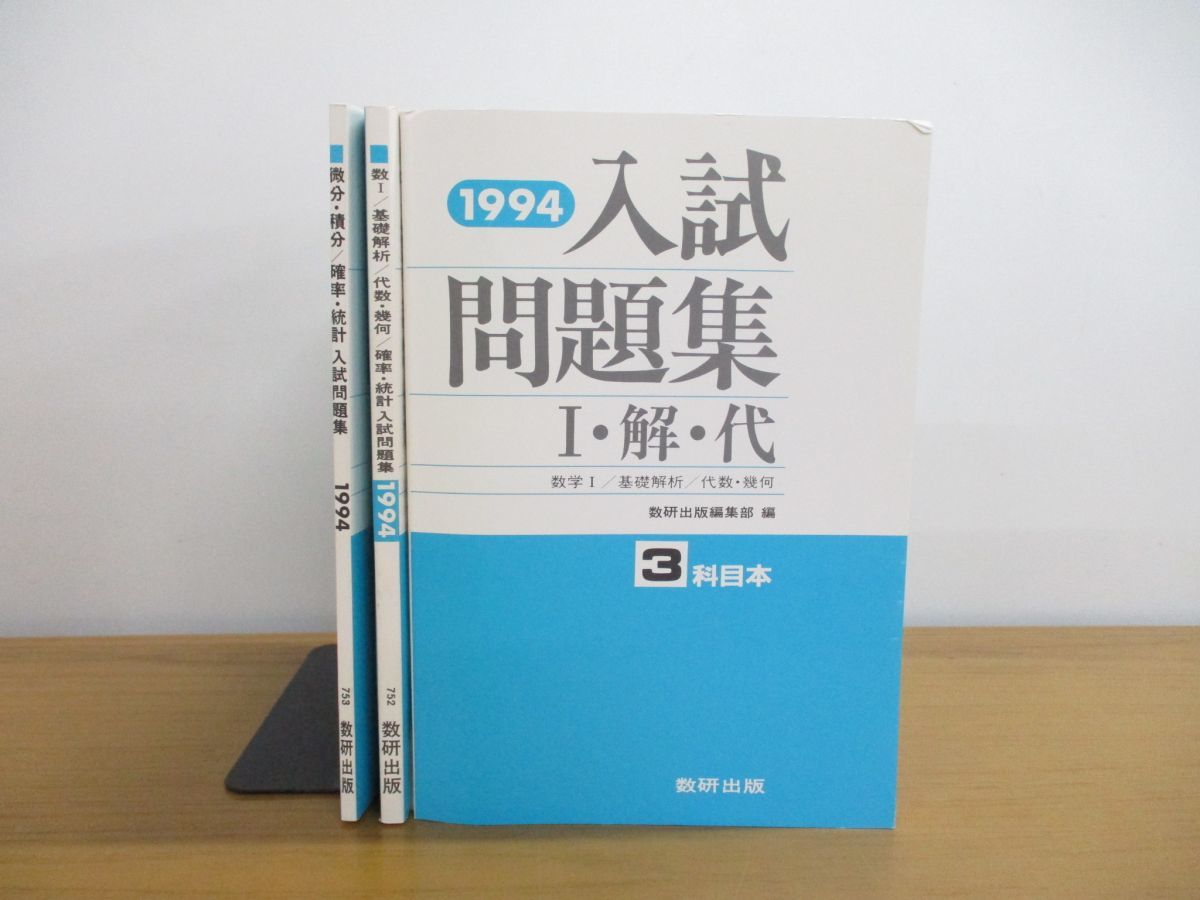 微分・積分/確率・統計 入試問題集
1994
753
数研出版
数I/基礎解析/代数・幾何/確率・統計入試問題集
1994
752
数研出版
1994
入試
問題集
I・解・代
数学I/基礎解析/代数・幾何
数研出版編集部 編
3科目本
数研出版